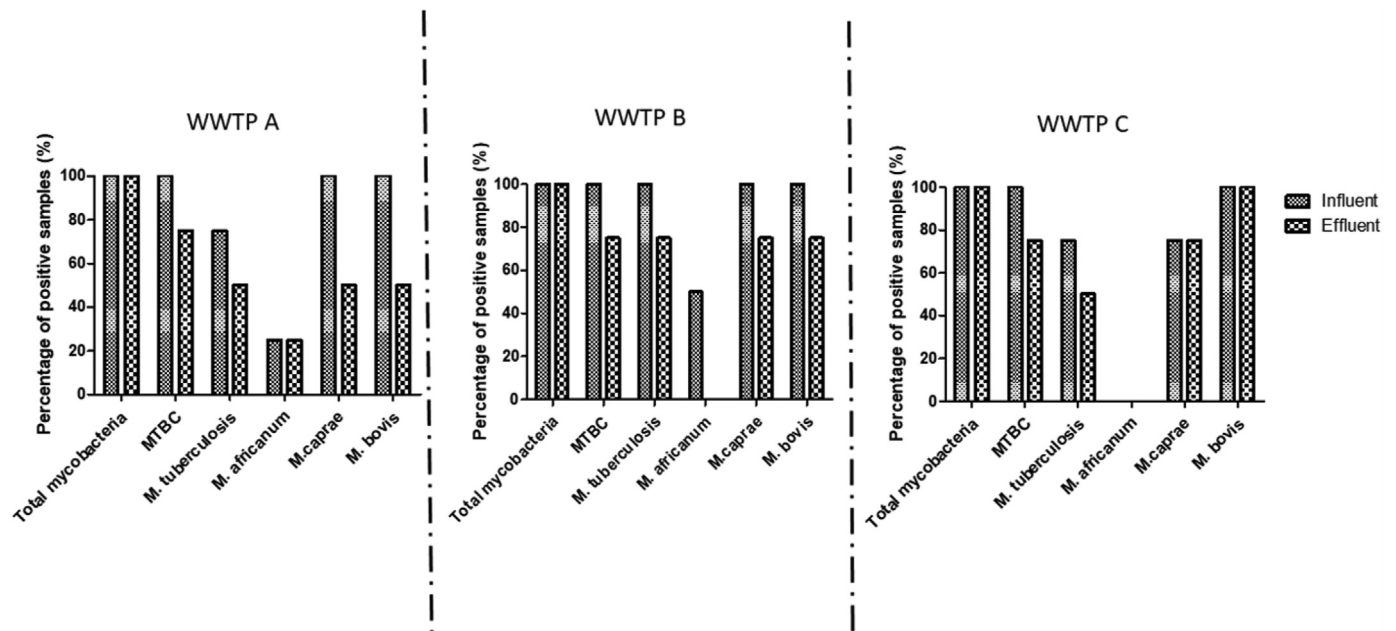 WWTP A
Percentage of positive samples (%)
100
80
60
40
20
0
Total mycobacteria
MTBC
M. tuberculosis
M. africanum
M.caprae
M. bovis
WWTP B
Percentage of positive samples (%)
100
80
60
40
20
0
Total mycobacteria
MTBC
M. tuberculosis
M. africanum
M.caprae
M. bovis
WWTP C
Percentage of positive samples (%)
100
80
60
40
20
0
Total mycobacteria
MTBC
M. tuberculosis
M. africanum
M.caprae
M. bovis
Influent
Effluent